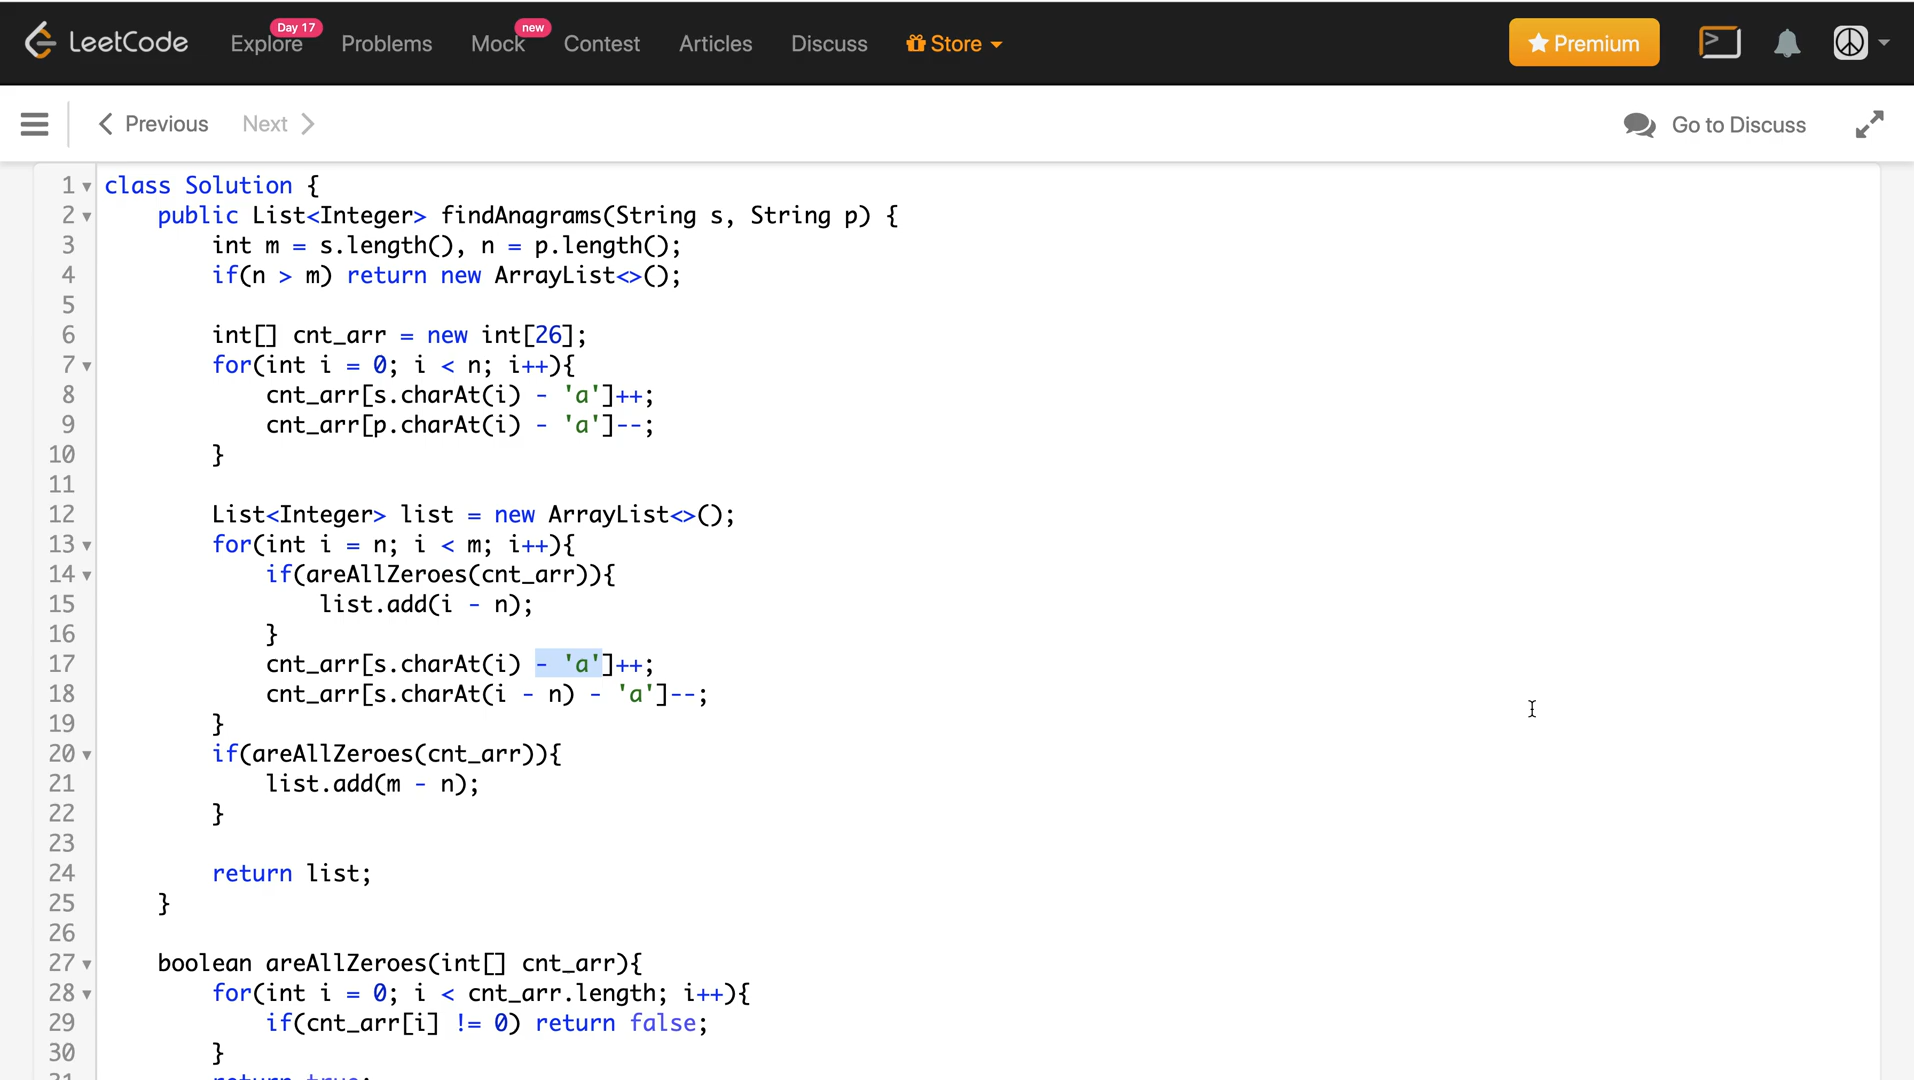 LeetCode Explore Day 17 Problems Mock new Contest Articles Discuss Store Premium
Previous Next Go to Discuss
1 class Solution {
2 public List<Integer> findAnagrams(String s, String p) {
3 int m = s.length(), n = p.length();
4 if(n > m) return new ArrayList<>();
5
6 int[] cnt_arr = new int[26];
7 for(int i = 0; i < n; i++){
8 cnt_arr[s.charAt(i) - 'a']++;
9 cnt_arr[p.charAt(i) - 'a']--;
10 }
11
12 List<Integer> list = new ArrayList<>();
13 for(int i = n; i < m; i++){
14 if(areAllZeroes(cnt_arr)){
15 list.add(i - n);
16 }
17 cnt_arr[s.charAt(i) - 'a']++;
18 cnt_arr[s.charAt(i - n) - 'a']--;
19 }
20 if(areAllZeroes(cnt_arr)){
21 list.add(m - n);
22 }
23
24 return list;
25 }
26
27 boolean areAllZeroes(int[] cnt_arr){
28 for(int i = 0; i < cnt_arr.length; i++){
29 if(cnt_arr[i] != 0) return false;
30 }
31 return true;